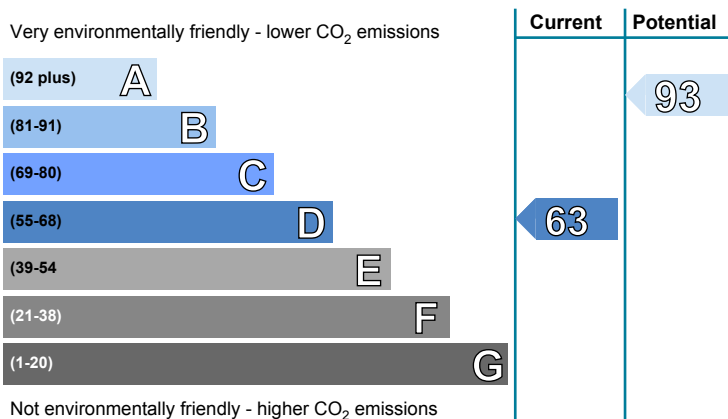 Current Potential
Very environmentally friendly - lower CO2 emissions
(92 plus) A
93
(81-91) B
(69-80) C
(55-68) D
63
(39-54 E
(21-38) F
(1-20) G
Not environmentally friendly - higher CO2 emissions